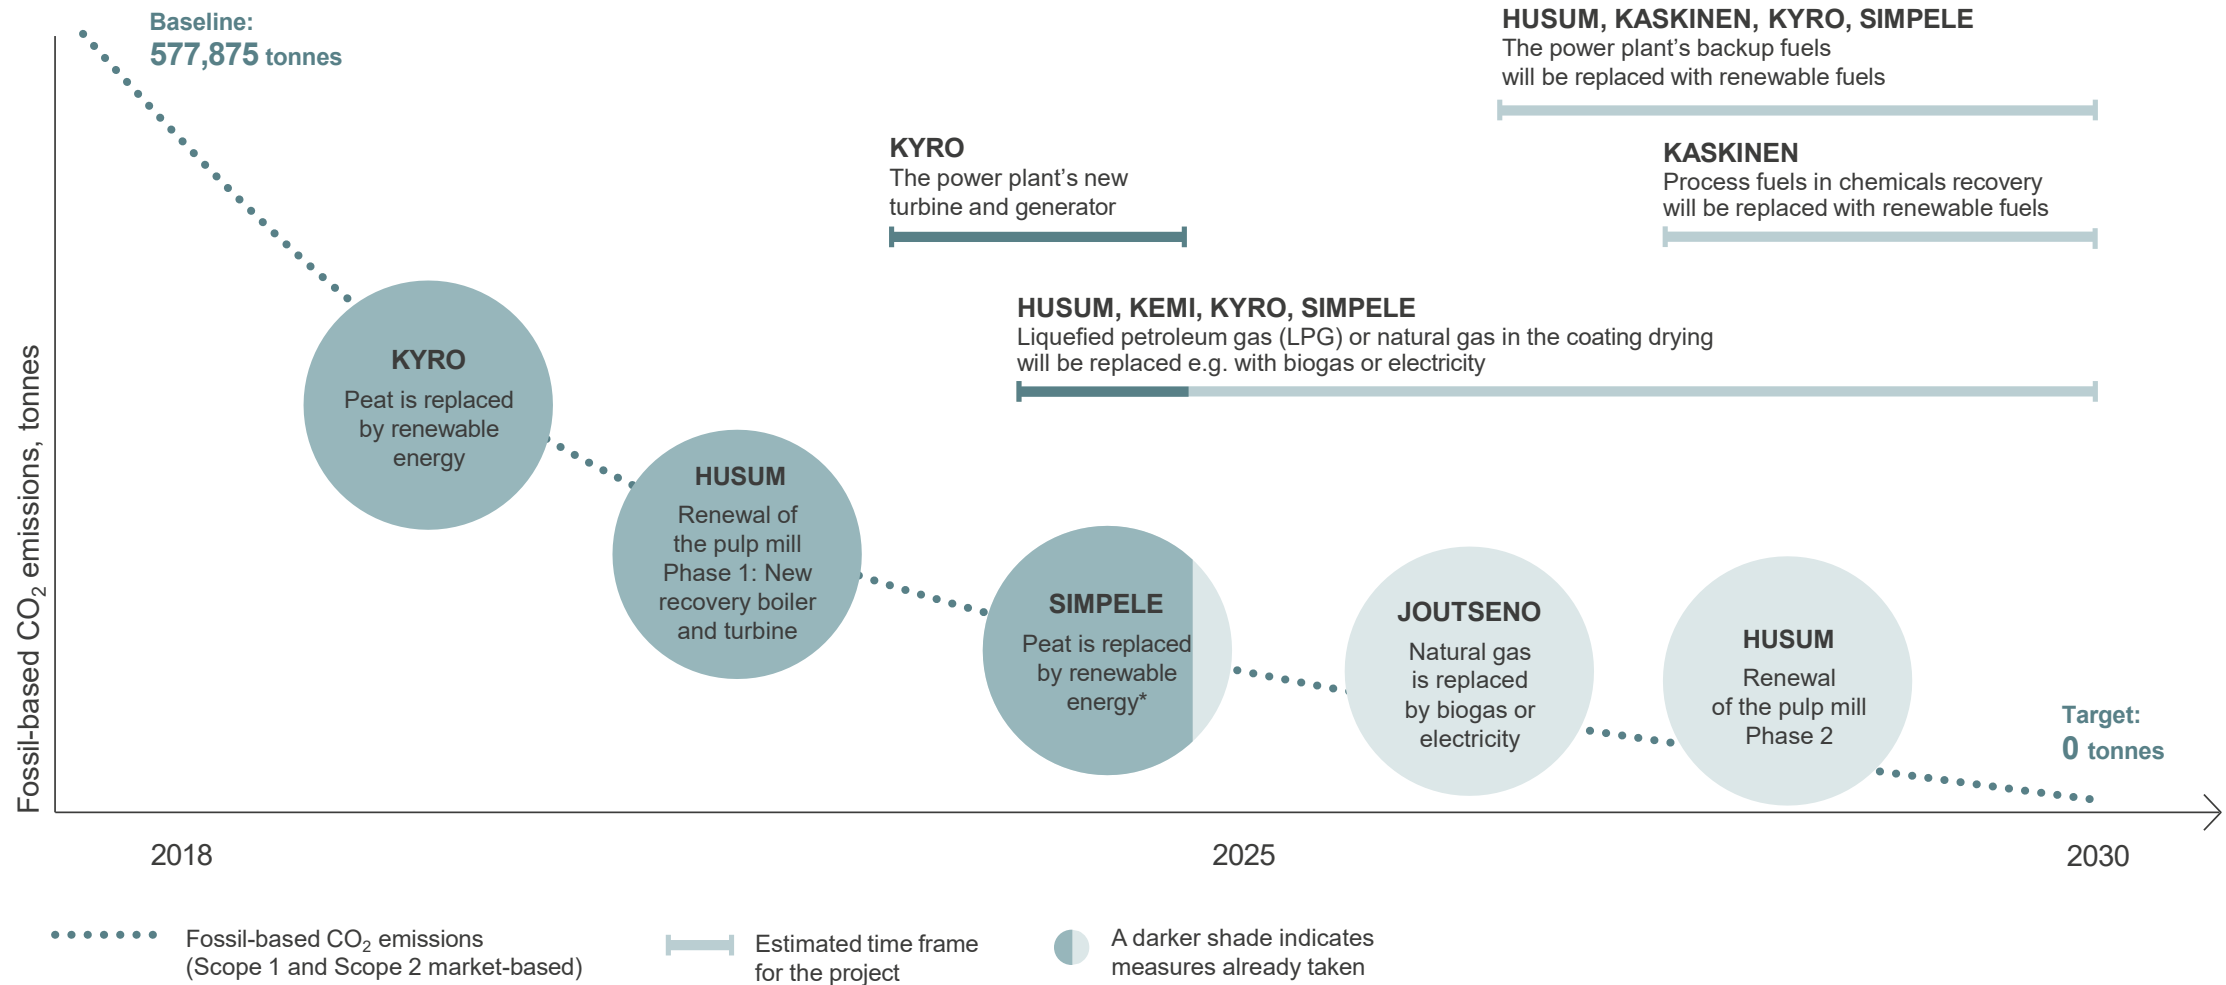 Baseline:
577,875 tonnes
HUSUM, KASKINEN, KYRO, SIMPELE
The power plant’s backup fuels
will be replaced with renewable fuels
KYRO
The power plant’s new
turbine and generator
KASKINEN
Process fuels in chemicals recovery
will be replaced with renewable fuels
HUSUM, KEMI, KYRO, SIMPELE
Liquefied petroleum gas (LPG) or natural gas in the coating drying
will be replaced e.g. with biogas or electricity
Fossil-based CO₂ emissions, tonnes
KYRO
Peat is replaced
by renewable
energy
HUSUM
Renewal of
the pulp mill
Phase 1: New
recovery boiler
and turbine
SIMPELE
Peat is replaced
by renewable
energy*
JOUTSENO
Natural gas
is replaced
by biogas or
electricity
HUSUM
Renewal
of the pulp mill
Phase 2
Target:
0 tonnes
2018
2025
2030
Fossil-based CO₂ emissions
(Scope 1 and Scope 2 market-based)
Estimated time frame
for the project
A darker shade indicates
measures already taken